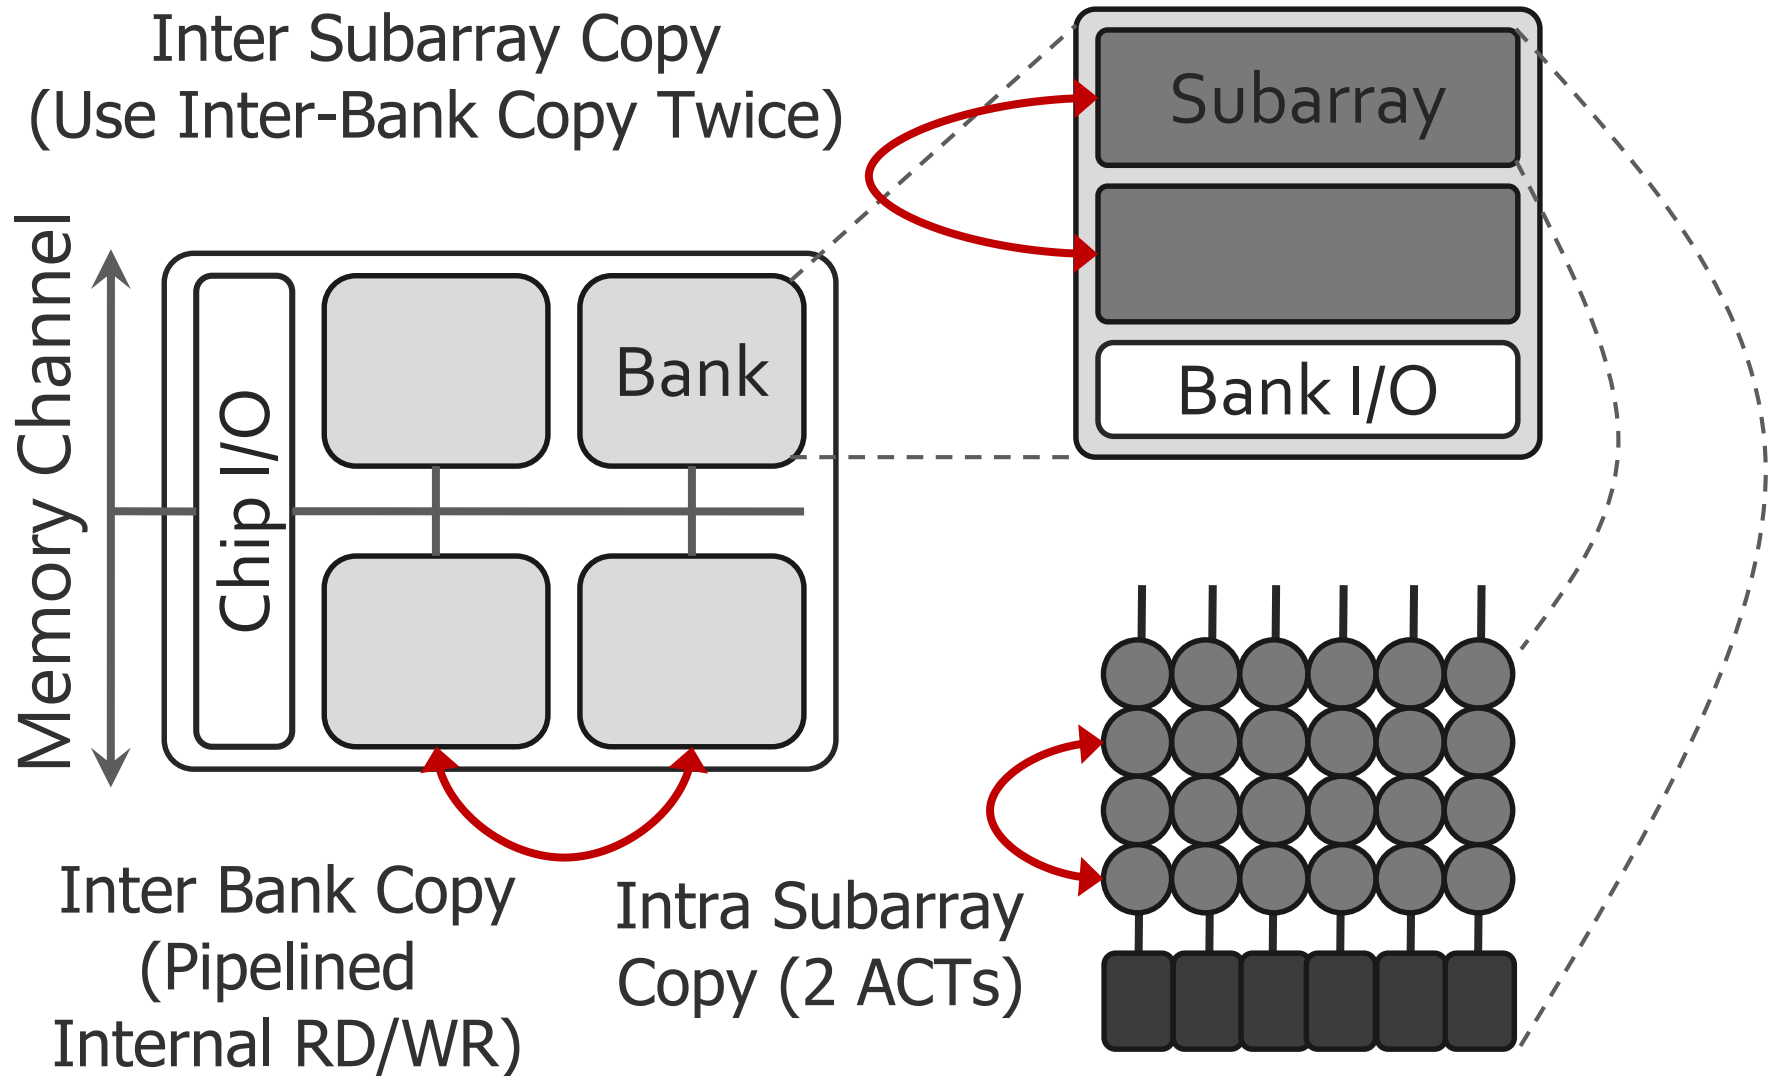 Inter Subarray Copy
(Use Inter-Bank Copy Twice)
Subarray
Bank I/O
Memory Channel
Chip I/O
Bank
Inter Bank Copy
(Pipelined
Internal RD/WR)
Intra Subarray
Copy (2 ACTs)